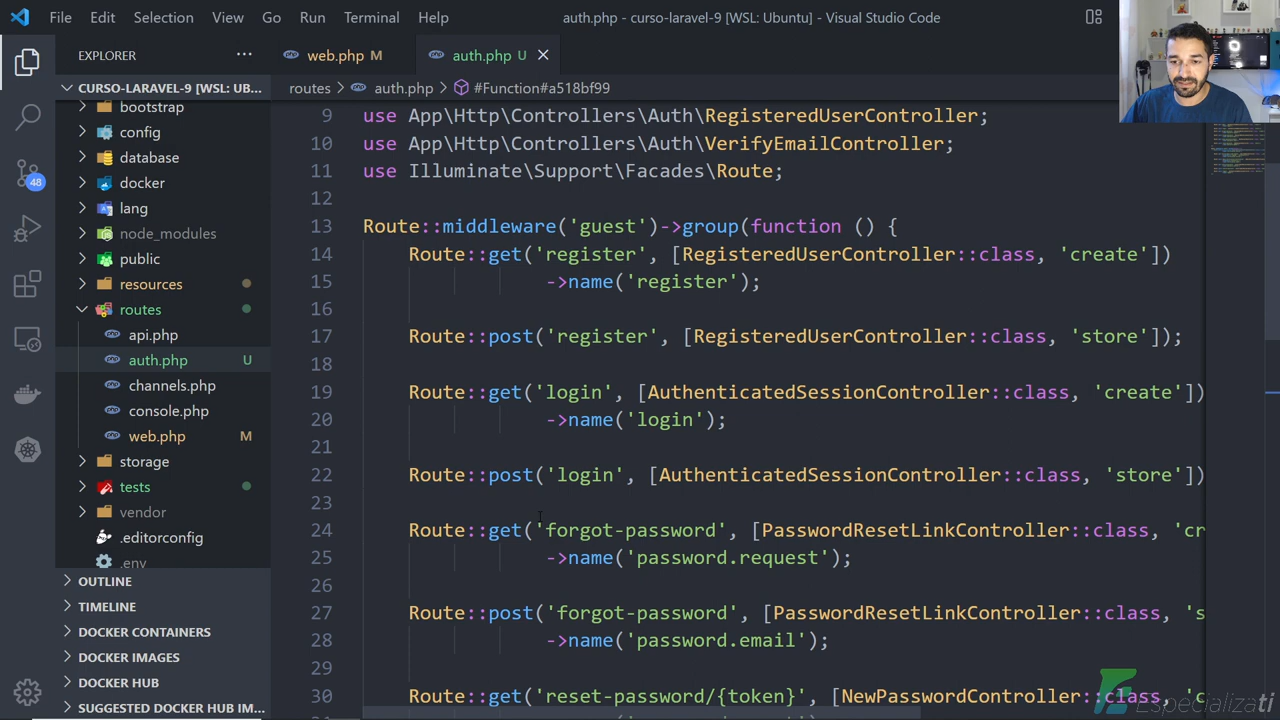 File Edit Selection View Go Run Terminal Help
auth.php - curso-laravel-9 [WSL: Ubuntu] - Visual Studio Code
EXPLORER
web.php M
auth.php U
routes > auth.php > #Function#a518bf99
CURSO-LARAVEL-9 [WSL: UB...
bootstrap
config
database
docker
lang
node_modules
public
resources
routes
api.php
auth.php U
channels.php
console.php
web.php M
storage
tests
vendor
.editorconfig
.env
OUTLINE
TIMELINE
DOCKER CONTAINERS
DOCKER IMAGES
DOCKER HUB
SUGGESTED DOCKER HUB IM...
48
9 use App\Http\Controllers\Auth\RegisteredUserController;
10 use App\Http\Controllers\Auth\VerifyEmailController;
11 use Illuminate\Support\Facades\Route;
12
13 Route::middleware('guest')->group(function () {
14 Route::get('register', [RegisteredUserController::class, 'create'])
15 ->name('register');
16
17 Route::post('register', [RegisteredUserController::class, 'store']);
18
19 Route::get('login', [AuthenticatedSessionController::class, 'create'])
20 ->name('login');
21
22 Route::post('login', [AuthenticatedSessionController::class, 'store'])
23
24 Route::get('forgot-password', [PasswordResetLinkController::class, 'cr
25 ->name('password.request');
26
27 Route::post('forgot-password', [PasswordResetLinkController::class, 's
28 ->name('password.email');
29
30 Route::get('reset-password/{token}', [NewPasswordController::class, 'c
EspecializaTi